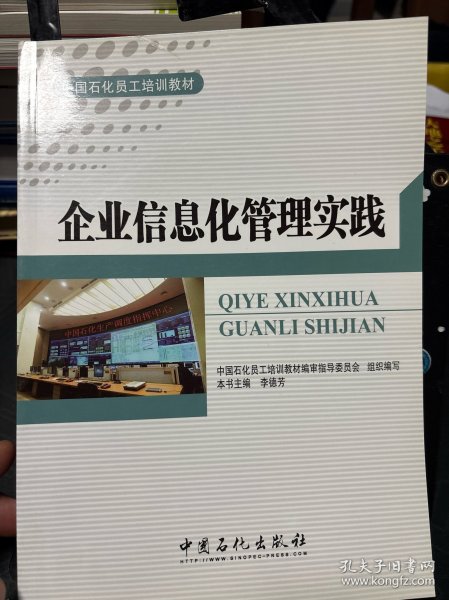 中国石化员工培训教材
企业信息化管理实践
QIYE XINXIHUA
GUANLI SHIJIAN
中国石化生产调度指挥中心
中国石化员工培训教材编审指导委员会 组织编写
本书主编 李德芳
中国石化出版社
HTTP://WWW.SINOPEC-PRESS.COM
孔夫子旧书网
www.kongfz.com